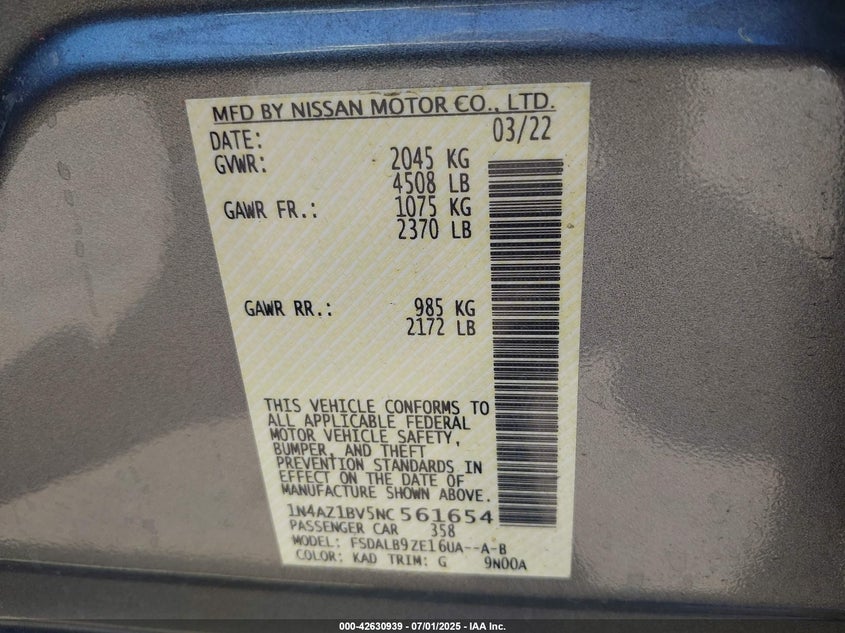 MFD BY NISSAN MOTOR CO., LTD.
DATE: 03/22
GVWR: 2045 KG
4508 LB
GAWR FR.: 1075 KG
2370 LB
GAWR RR.: 985 KG
2172 LB
THIS VEHICLE CONFORMS TO
ALL APPLICABLE FEDERAL
MOTOR VEHICLE SAFETY,
BUMPER, AND THEFT
PREVENTION STANDARDS IN
EFFECT ON THE DATE OF
MANUFACTURE SHOWN ABOVE.
1N4AZ1BV5NC561654
PASSENGER CAR 358
MODEL: FSDALB9ZE16UA--A-B
COLOR: KAD TRIM: G 9N00A
000-42630939 - 07/01/2025 - IAA Inc.